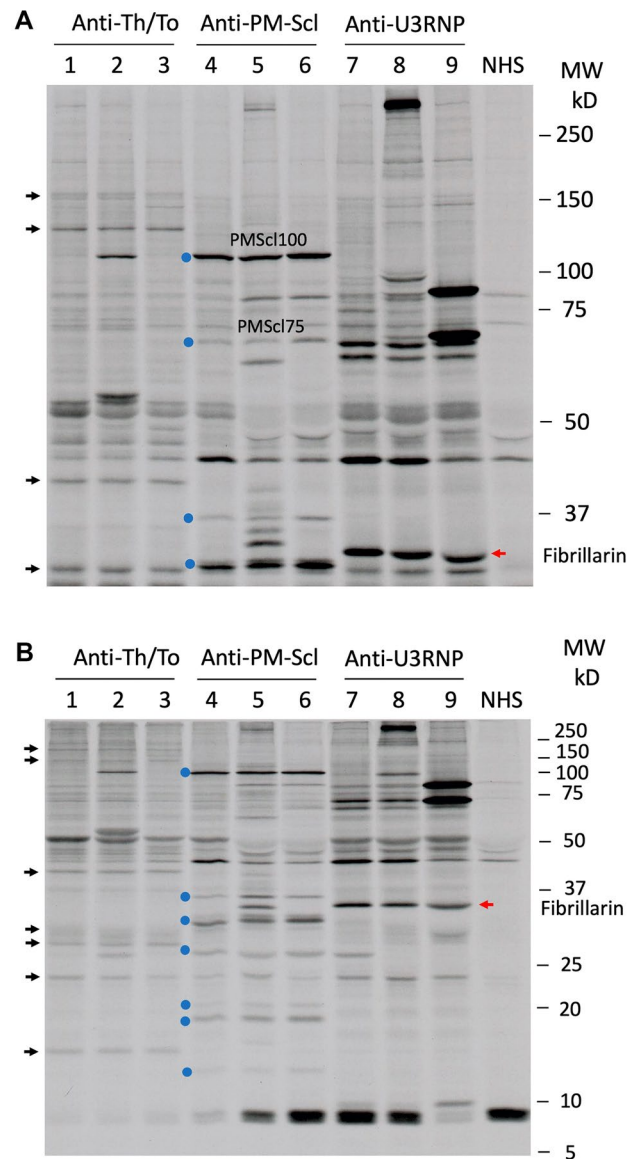 A
Anti-Th/To Anti-PM-Scl Anti-U3RNP
1 2 3 4 5 6 7 8 9 NHS
MW
kD
250
150
PMScl100
100
75
PMScl75
50
37
Fibrillarin
B
Anti-Th/To Anti-PM-Scl Anti-U3RNP
MW
kD
1 2 3 4 5 6 7 8 9 NHS
250
150
100
75
50
37
Fibrillarin
25
20
10
5